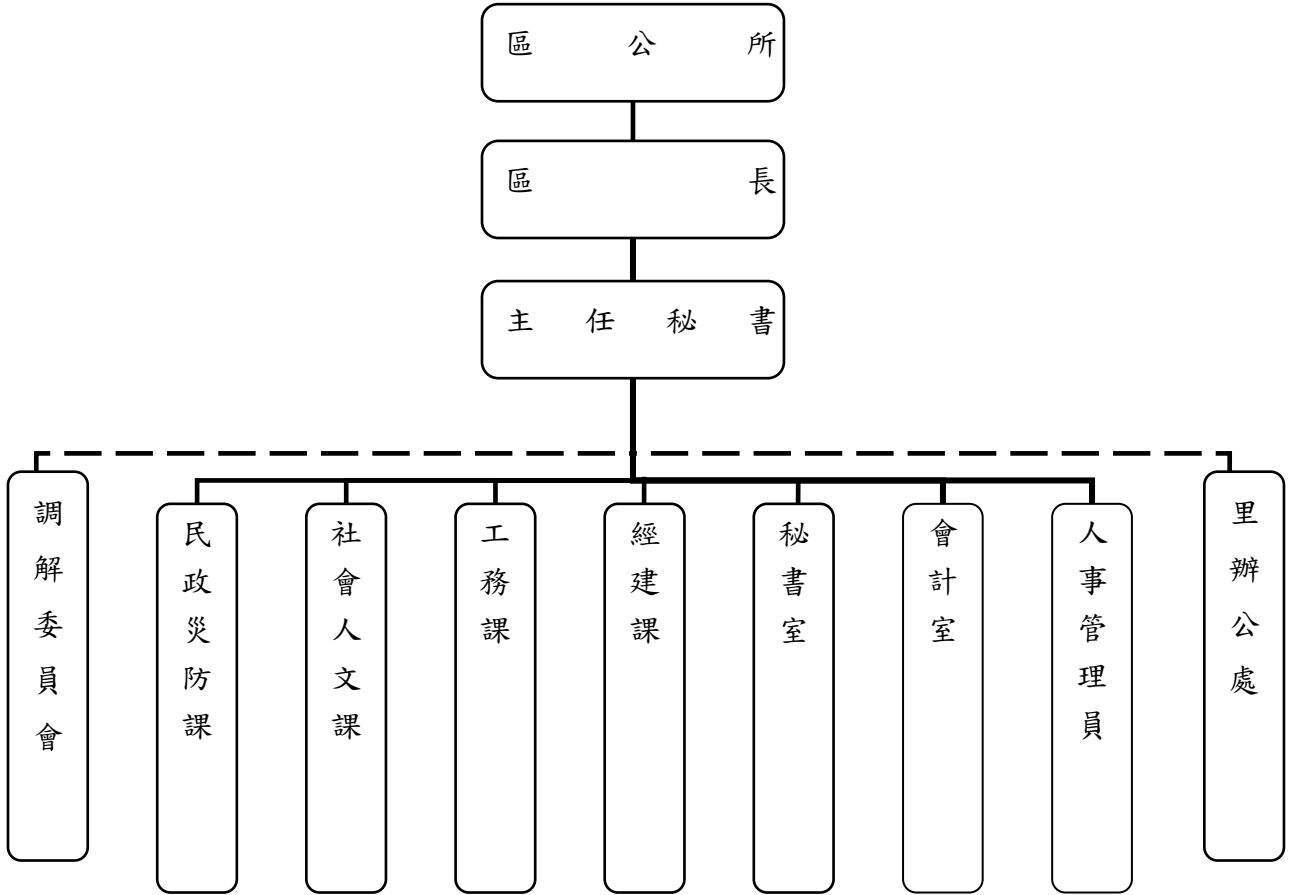 區公所
區長
主任秘書
調解委員會
民政災防課
社會人文課
工務課
經建課
秘書室
會計室
人事管理員
里辦公處